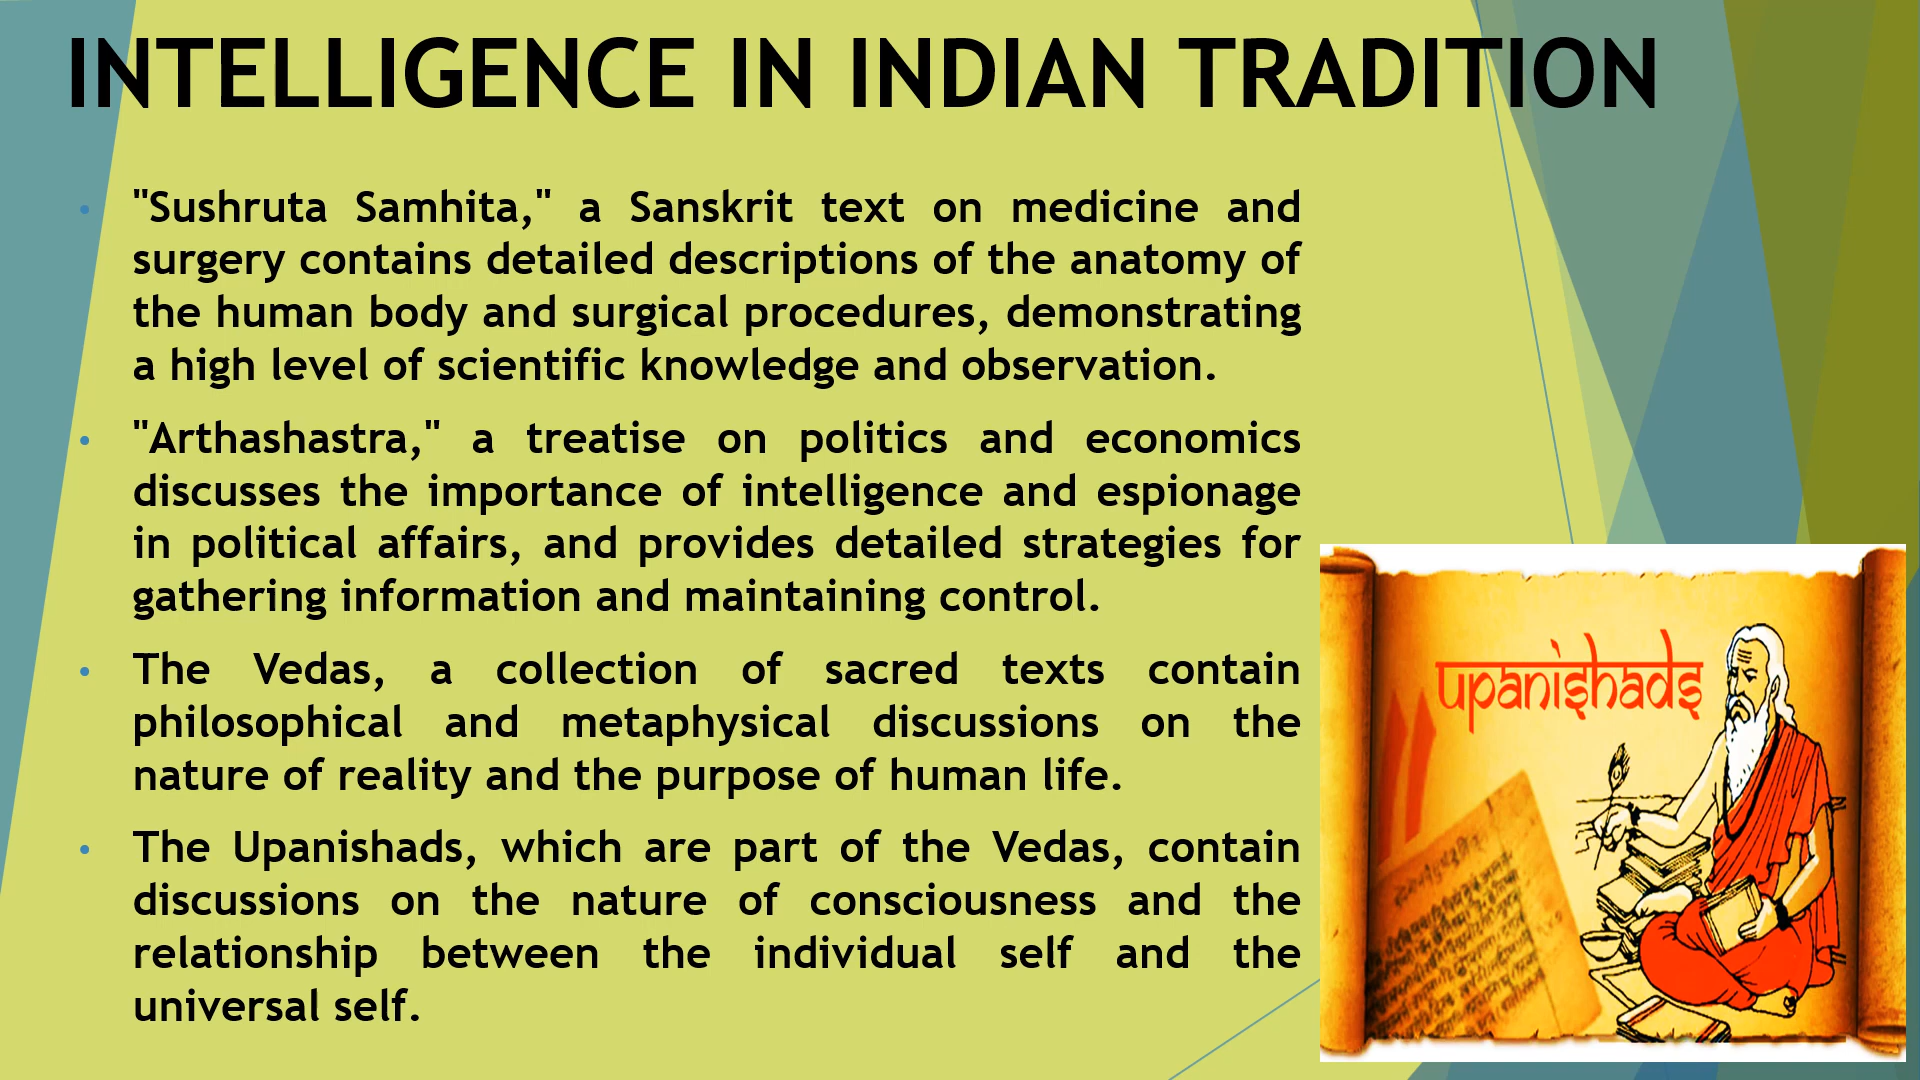 INTELLIGENCE IN INDIAN TRADITION
• "Sushruta Samhita," a Sanskrit text on medicine and
surgery contains detailed descriptions of the anatomy of
the human body and surgical procedures, demonstrating
a high level of scientific knowledge and observation.
• "Arthashastra," a treatise on politics and economics
discusses the importance of intelligence and espionage
in political affairs, and provides detailed strategies for
gathering information and maintaining control.
• The Vedas, a collection of sacred texts contain
philosophical and metaphysical discussions on the
nature of reality and the purpose of human life.
• The Upanishads, which are part of the Vedas, contain
discussions on the nature of consciousness and the
relationship between the individual self and the
universal self.
upanishads